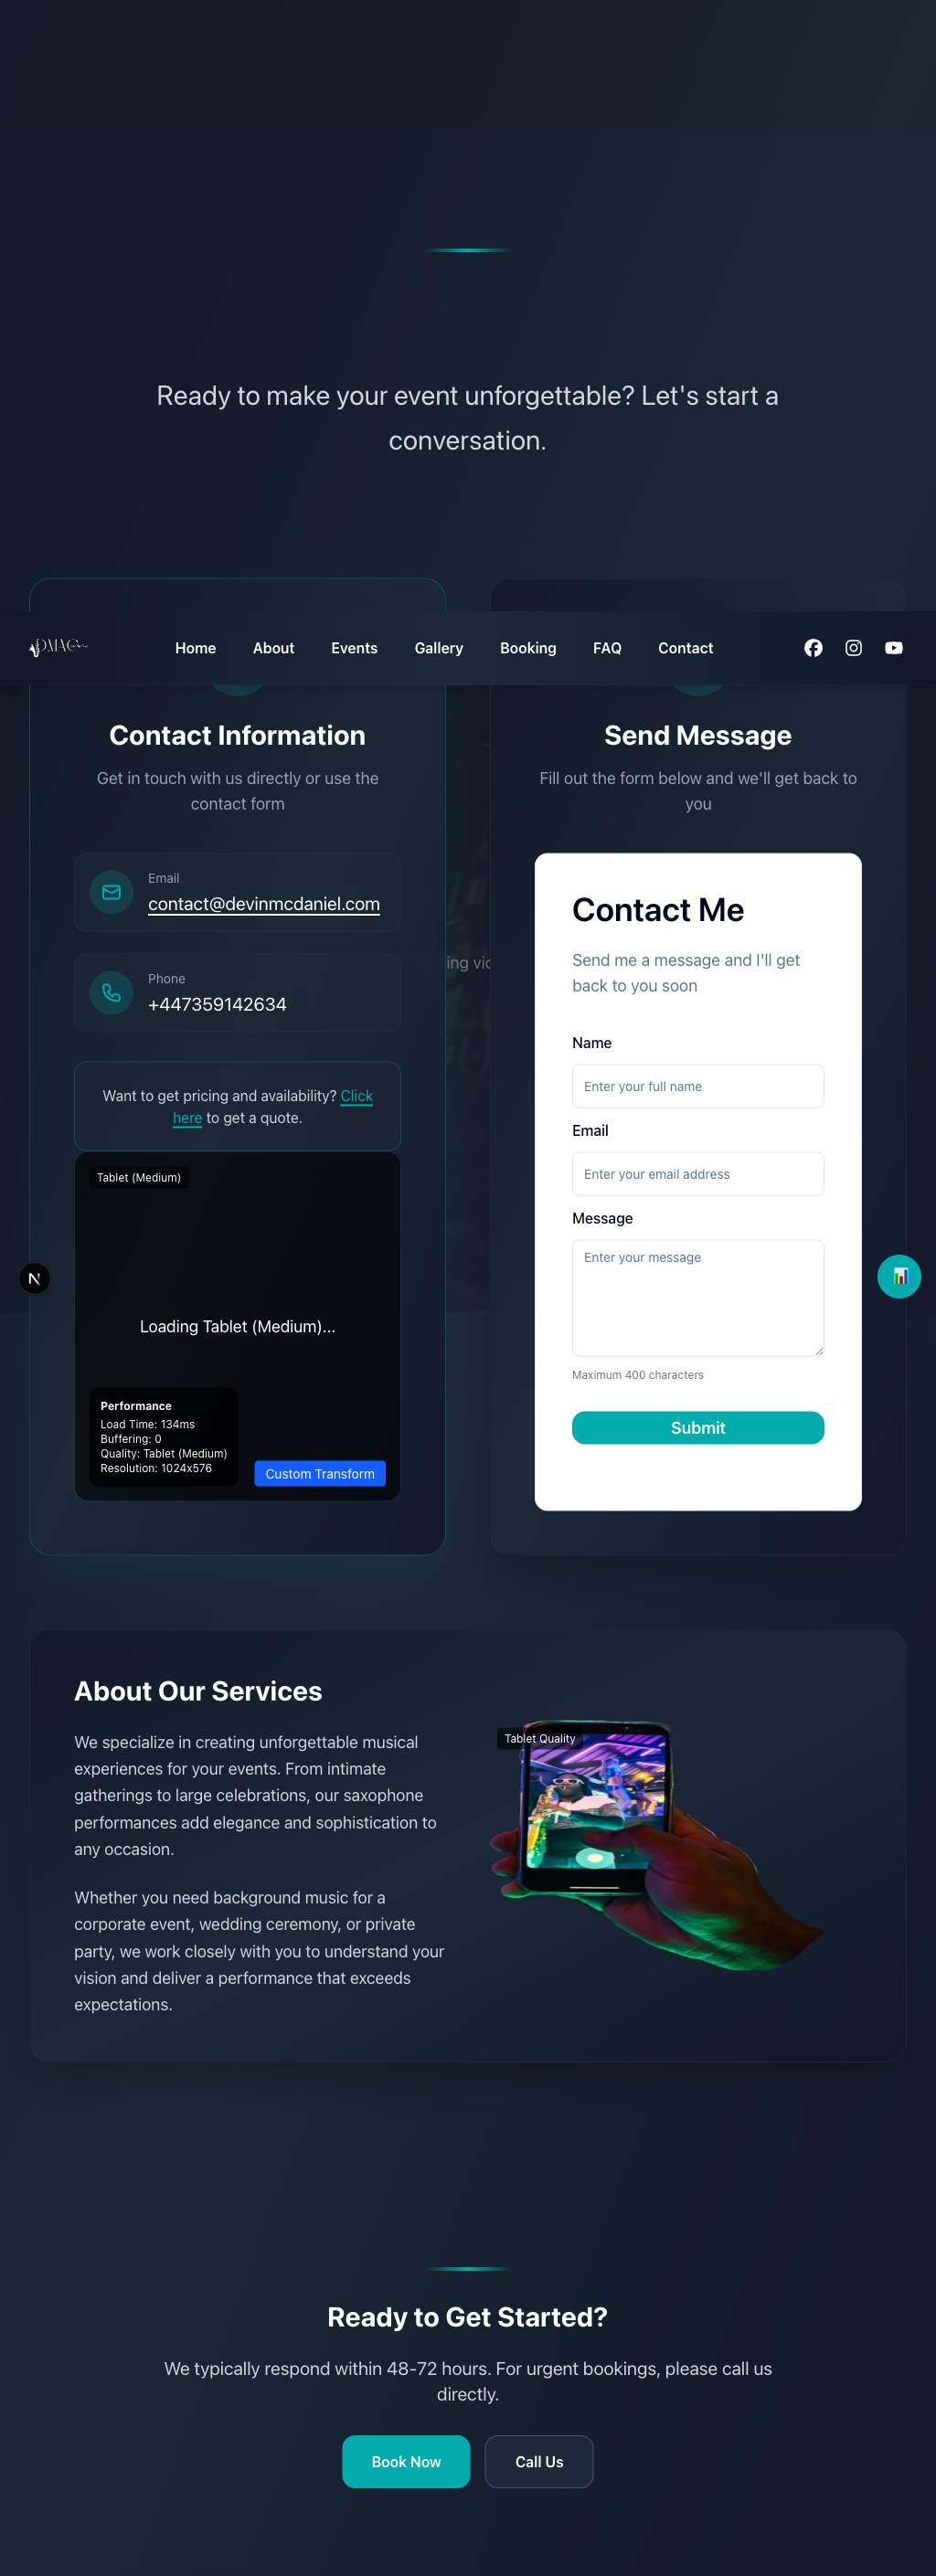 Ready to make your event unforgettable? Let's start a
conversation.
DMAC
Home
About
Events
Gallery
Booking
FAQ
Contact
Contact Information
Get in touch with us directly or use the
contact form
Email
contact@devinmcdaniel.com
Phone
+447359142634
Want to get pricing and availability? Click
here to get a quote.
Tablet (Medium)
Loading Tablet (Medium)...
Performance
Load Time: 134ms
Buffering: 0
Quality: Tablet (Medium)
Resolution: 1024x576
Custom Transform
N
ing
Send Message
Fill out the form below and we'll get back to
you
Contact Me
Send me a message and I'll get
back to you soon
Name
Enter your full name
Email
Enter your email address
Message
Enter your message
Maximum 400 characters
Submit
About Our Services
We specialize in creating unforgettable musical
experiences for your events. From intimate
gatherings to large celebrations, our saxophone
performances add elegance and sophistication to
any occasion.
Whether you need background music for a
corporate event, wedding ceremony, or private
party, we work closely with you to understand your
vision and deliver a performance that exceeds
expectations.
Tablet Quality
Ready to Get Started?
We typically respond within 48-72 hours. For urgent bookings, please call us
directly.
Book Now
Call Us